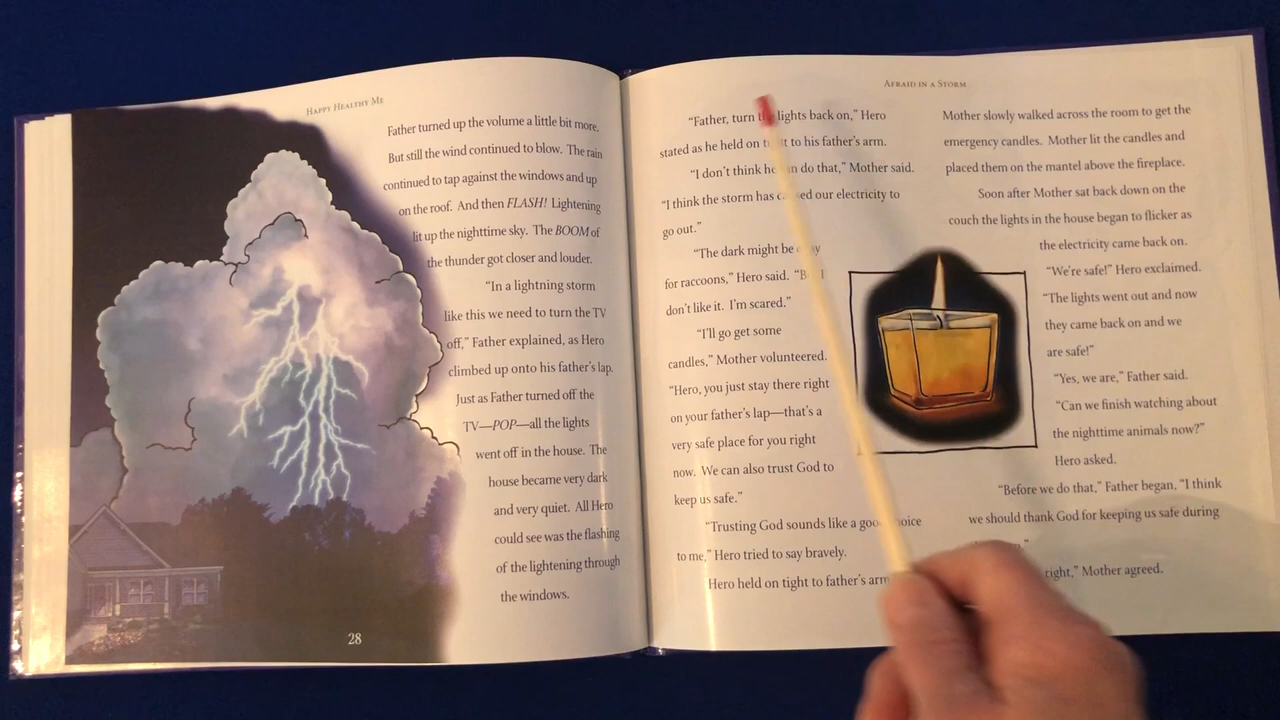 HAPPY HEALTHY ME
Father turned up the volume a little bit more.
But still the wind continued to blow. The rain
continued to tap against the windows and up
on the roof. And then FLASH! Lightening
lit up the nighttime sky. The BOOM of
the thunder got closer and louder.
“In a lightning storm
like this we need to turn the TV
off,” Father explained, as Hero
climbed up onto his father’s lap.
Just as Father turned off the
TV—POP—all the lights
went off in the house. The
house became very dark
and very quiet. All Hero
could see was the flashing
of the lightening through
the windows.
28
AFRAID IN A STORM
“Father, turn the lights back on,” Hero
stated as he held on tight to his father’s arm.
“I don’t think he can do that,” Mother said.
“I think the storm has caused our electricity to
go out.”
“The dark might be
for raccoons,” Hero said. “But I
don’t like it. I’m scared.”
“I’ll go get some
candles,” Mother volunteered.
“Hero, you just stay there right
on your father’s lap—that’s a
very safe place for you right
now. We can also trust God to
keep us safe.”
“Trusting God sounds like a good choice
to me,” Hero tried to say bravely.
Hero held on tight to father’s arm
Mother slowly walked across the room to get the
emergency candles. Mother lit the candles and
placed them on the mantel above the fireplace.
Soon after Mother sat back down on the
couch the lights in the house began to flicker as
the electricity came back on.
“We’re safe!” Hero exclaimed.
“The lights went out and now
they came back on and we
are safe!”
“Yes, we are,” Father said.
“Can we finish watching about
the nighttime animals now?”
Hero asked.
“Before we do that,” Father began, “I think
we should thank God for keeping us safe during
right,” Mother agreed.